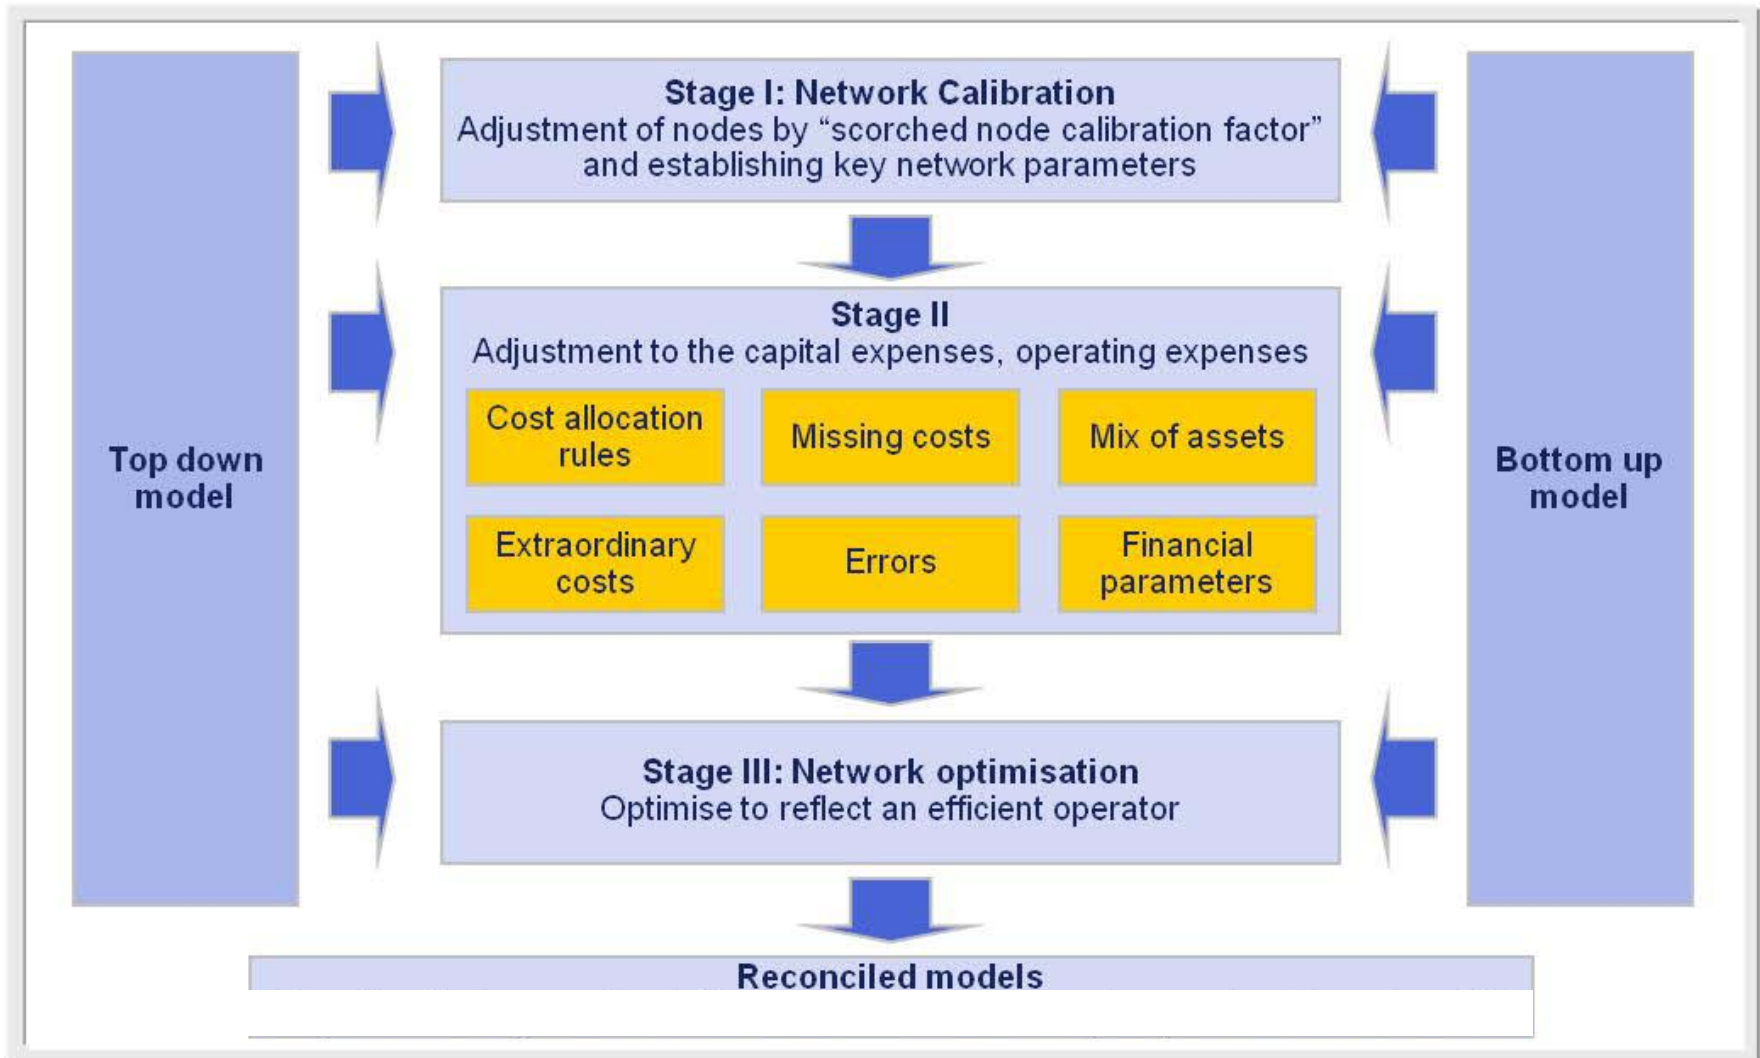 Stage I: Network Calibration
Adjustment of nodes by “scorched node calibration factor”
and establishing key network parameters
Stage II
Adjustment to the capital expenses, operating expenses
Cost allocation
rules
Missing costs
Mix of assets
Extraordinary
costs
Errors
Financial
parameters
Top down
model
Bottom up
model
Stage III: Network optimisation
Optimise to reflect an efficient operator
Reconciled models